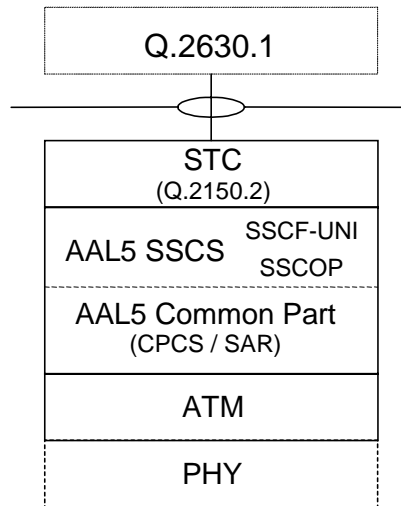 Q.2630.1
STC
(Q.2150.2)
AAL5 SSCS SSCF-UNI
SSCOP
AAL5 Common Part
(CPCS / SAR)
ATM
PHY